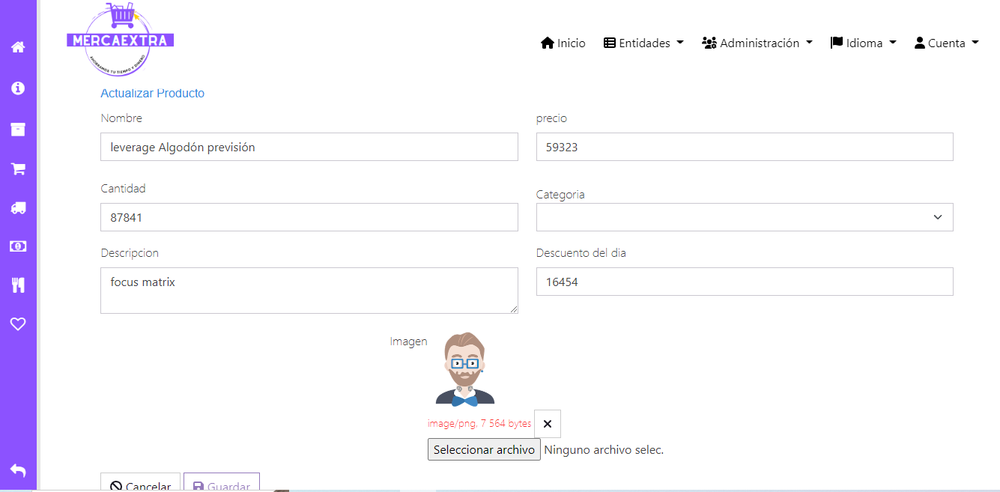 MERCAEXTRA
AHORRAMOS TU TIEMPO Y DINERO
Inicio Entidades Administración Idioma Cuenta
Actualizar Producto
Nombre precio
leverage Algodón previsión 59323
Cantidad Categoria
87841
Descripcion Descuento del dia
focus matrix 16454
Imagen
image/png, 7 564 bytes
Seleccionar archivo Ninguno archivo selec.
Cancelar Guardar